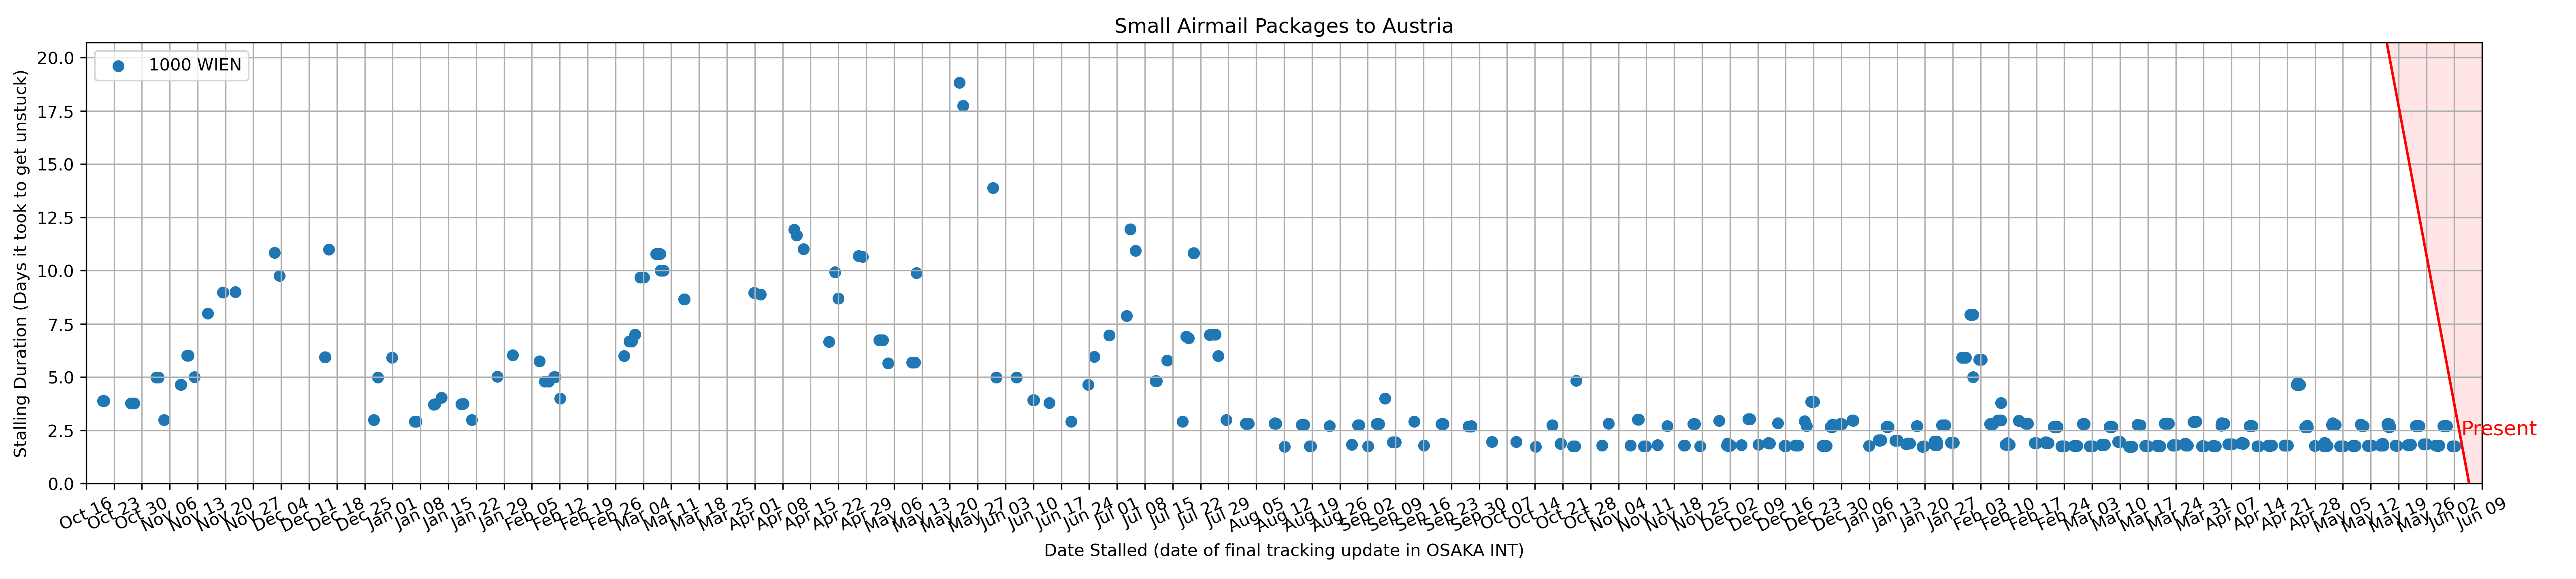 Small Airmail Packages to Austria
1000 WIEN
Stalling Duration (Days it took to get unstuck)
20.0
17.5
15.0
12.5
10.0
7.5
5.0
2.5
0.0
Present
Oct 16
Oct 23
Oct 30
Nov 06
Nov 13
Nov 20
Nov 27
Dec 04
Dec 11
Dec 18
Dec 25
Jan 01
Jan 08
Jan 15
Jan 22
Jan 29
Feb 05
Feb 12
Feb 19
Feb 26
Mar 04
Mar 11
Mar 18
Mar 25
Apr 01
Apr 08
Apr 15
Apr 22
Apr 29
May 06
May 13
May 20
May 27
Jun 03
Jun 10
Jun 17
Jun 24
Jul 01
Jul 08
Jul 15
Jul 22
Jul 29
Aug 05
Aug 12
Aug 19
Aug 26
Sep 02
Sep 09
Sep 16
Sep 23
Sep 30
Oct 07
Oct 14
Oct 21
Oct 28
Nov 04
Nov 11
Nov 18
Nov 25
Dec 02
Dec 09
Dec 16
Dec 23
Dec 30
Jan 06
Jan 13
Jan 20
Jan 27
Feb 03
Feb 10
Feb 17
Feb 24
Mar 03
Mar 10
Mar 17
Mar 24
Mar 31
Apr 07
Apr 14
Apr 21
Apr 28
May 05
May 12
May 19
May 26
Jun 02
Jun 09
Date Stalled (date of final tracking update in OSAKA INT)